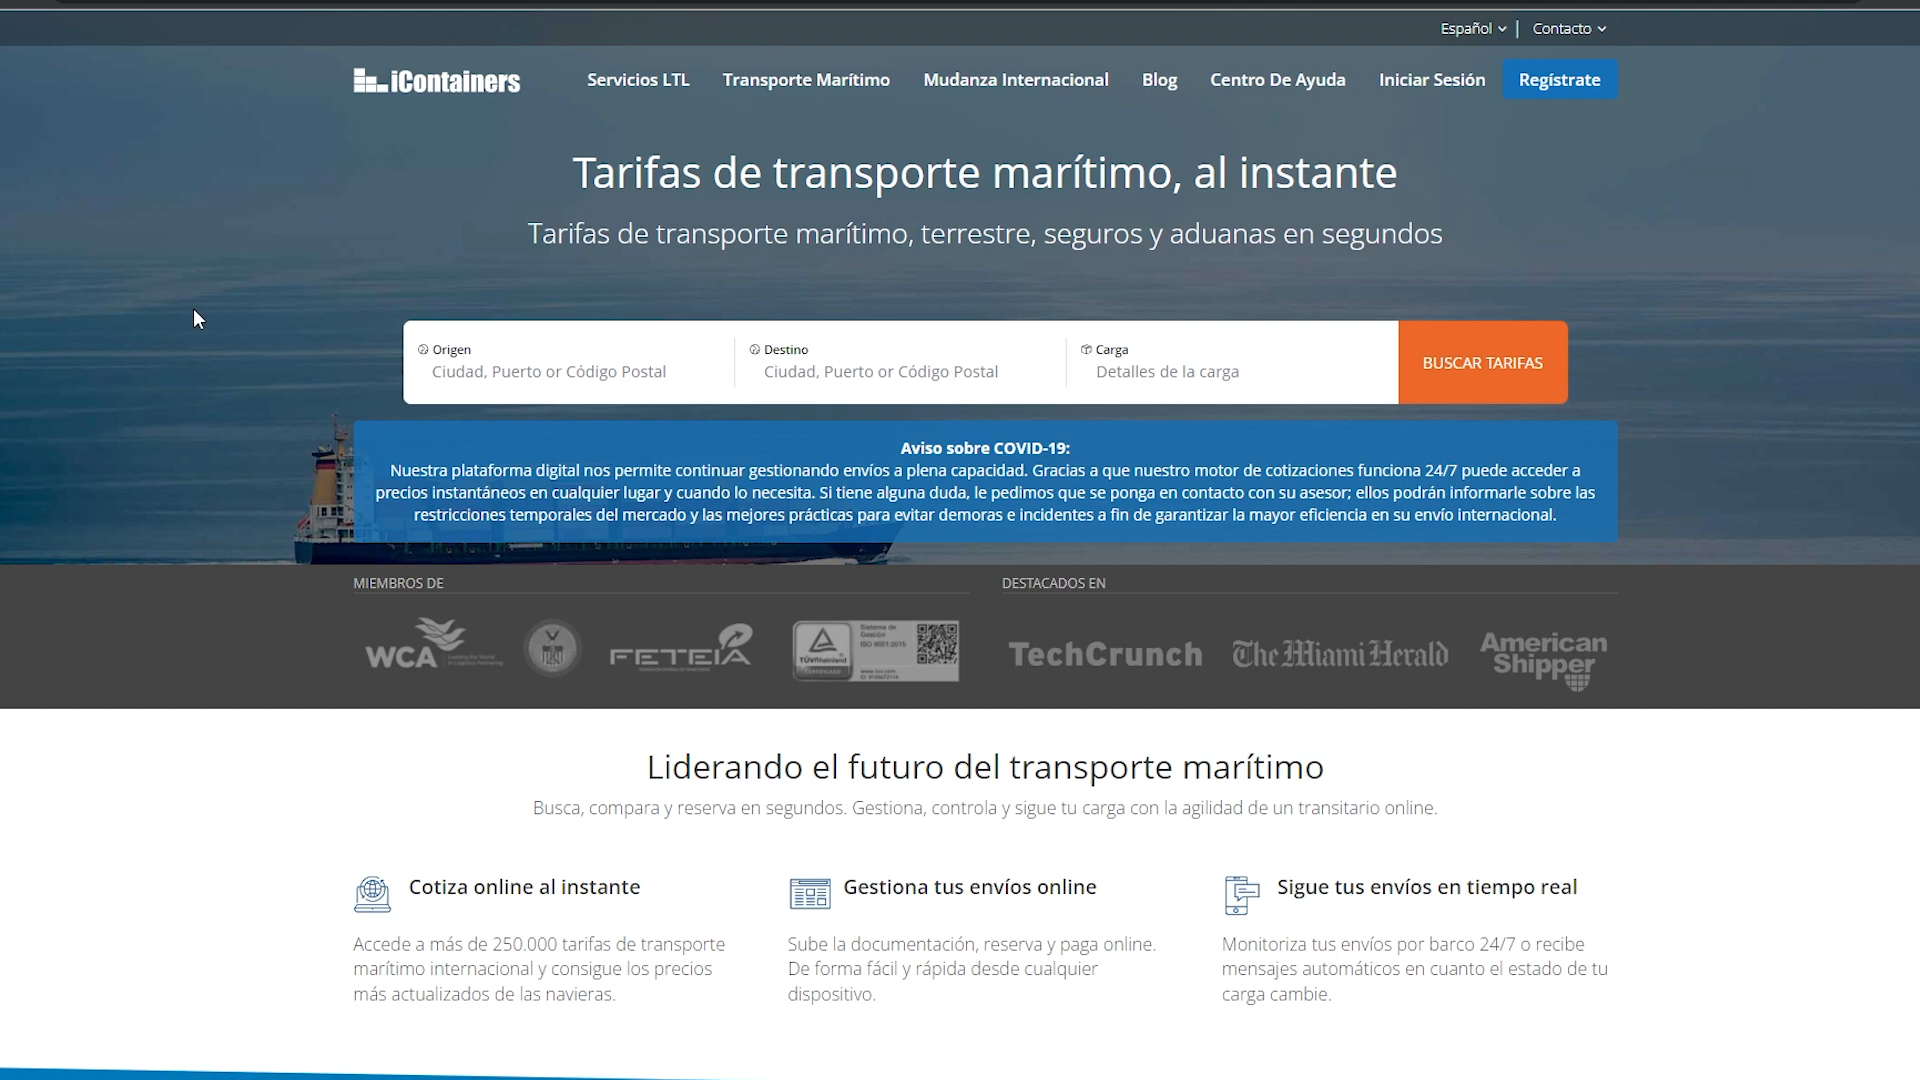 Español
Contacto
iContainers
Servicios LTL
Transporte Marítimo
Mudanza Internacional
Blog
Centro De Ayuda
Iniciar Sesión
Regístrate
Tarifas de transporte marítimo, al instante
Tarifas de transporte marítimo, terrestre, seguros y aduanas en segundos
Origen
Ciudad, Puerto or Código Postal
Destino
Ciudad, Puerto or Código Postal
Carga
Detalles de la carga
BUSCAR TARIFAS
Aviso sobre COVID-19:
Nuestra plataforma digital nos permite continuar gestionando envíos a plena capacidad. Gracias a que nuestro motor de cotizaciones funciona 24/7 puede acceder a
precios instantáneos en cualquier lugar y cuando lo necesita. Si tiene alguna duda, le pedimos que se ponga en contacto con su asesor; ellos podrán informarle sobre las
restricciones temporales del mercado y las mejores prácticas para evitar demoras e incidentes a fin de garantizar la mayor eficiencia en su envío internacional.
MIEMBROS DE
DESTACADOS EN
WCA
FETEIA
TÜVRheinland
CERTIFICADO
Sistema de
Gestión
ISO 9001:2015
TechCrunch
The Miami Herald
American
Shipper
Liderando el futuro del transporte marítimo
Busca, compara y reserva en segundos. Gestiona, controla y sigue tu carga con la agilidad de un transitario online.
Cotiza online al instante
Accede a más de 250.000 tarifas de transporte
marítimo internacional y consigue los precios
más actualizados de las navieras.
Gestiona tus envíos online
Sube la documentación, reserva y paga online.
De forma fácil y rápida desde cualquier
dispositivo.
Sigue tus envíos en tiempo real
Monitoriza tus envíos por barco 24/7 o recibe
mensajes automáticos en cuanto el estado de tu
carga cambie.